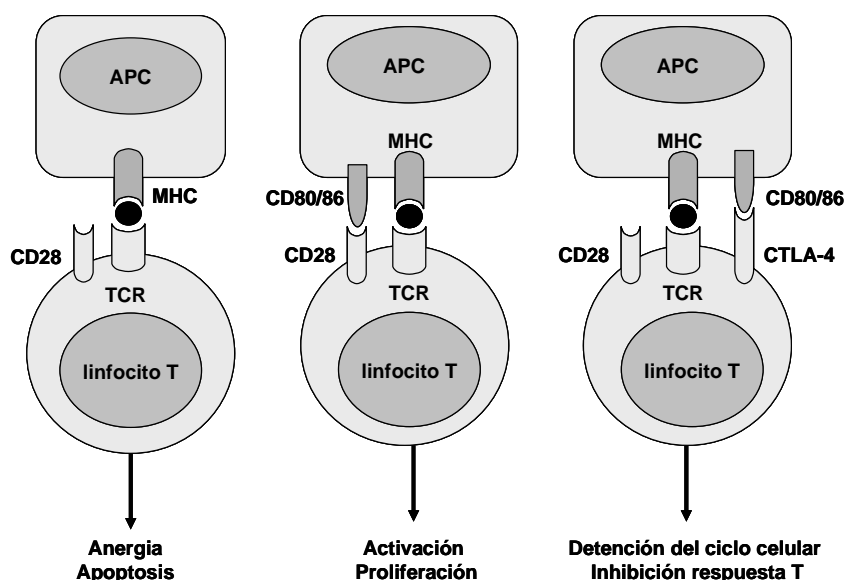 APC
MHC
CD28
TCR
linfocito T
Anergia
Apoptosis
APC
MHC
CD80/86
CD28
TCR
linfocito T
Activación
Proliferación
APC
MHC
CD80/86
CD28
CTLA-4
TCR
linfocito T
Detención del ciclo celular
Inhibición respuesta T